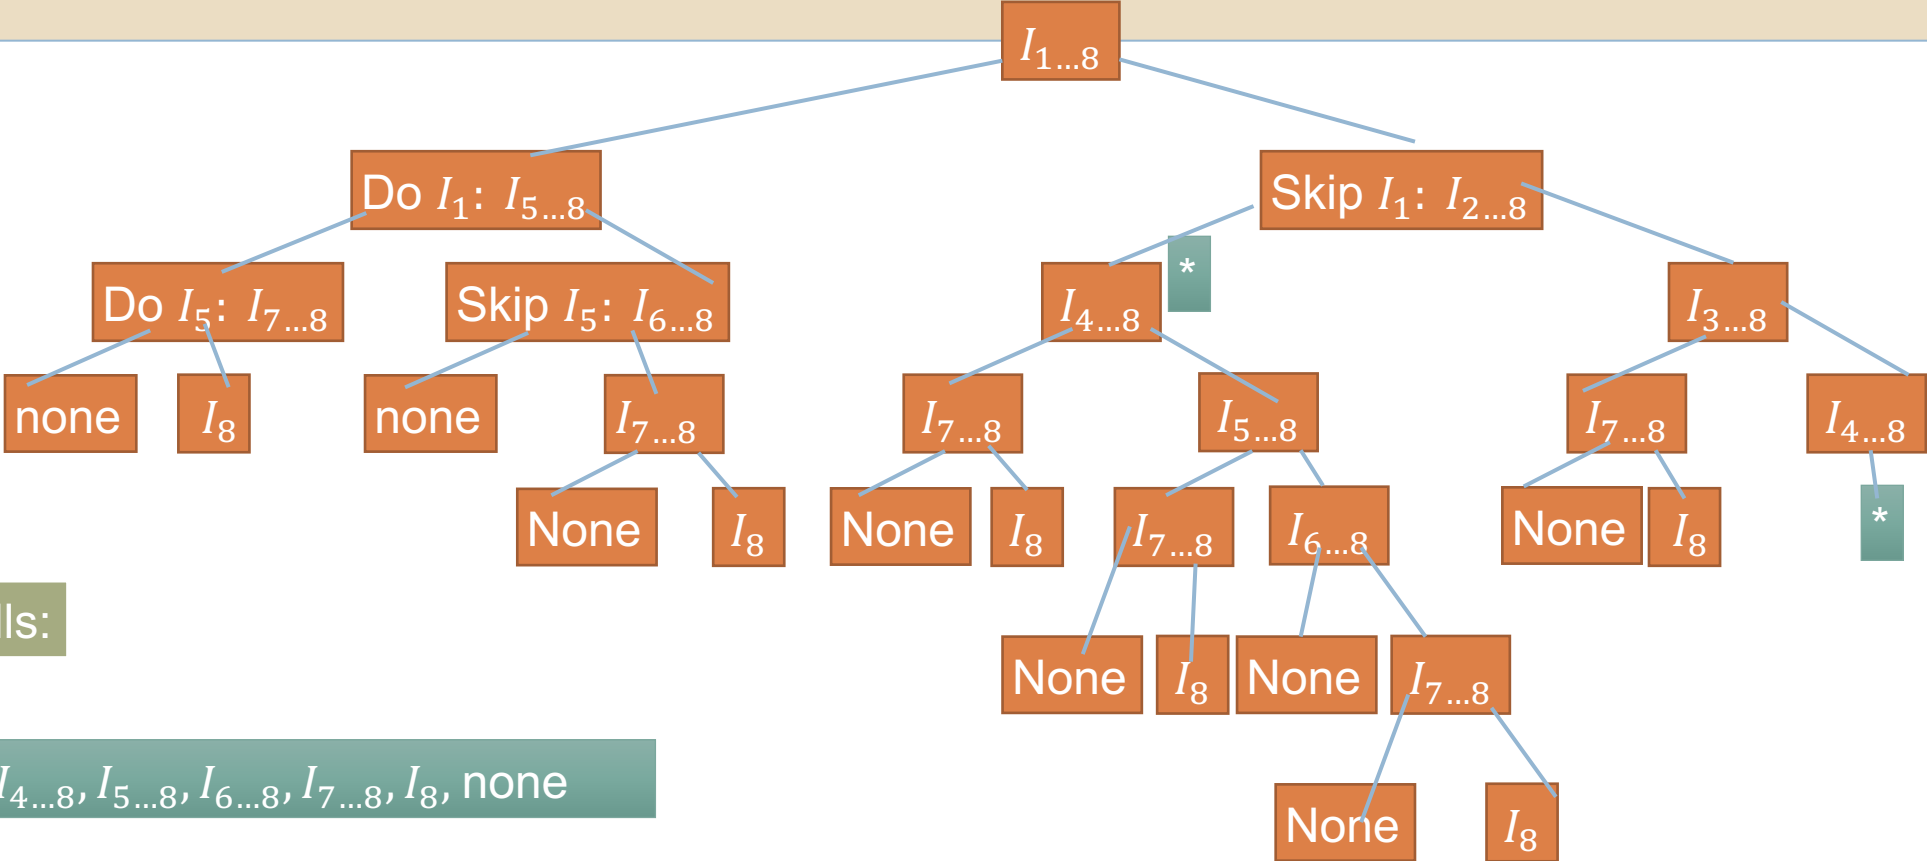 I₁...₈
Do I₁: I₅...₈
Skip I₁: I₂...₈
*
Do I₅: I₇...₈
Skip I₅: I₆...₈
I₄...₈
I₃...₈
none
I₈
none
I₇...₈
I₇...₈
I₅...₈
I₇...₈
I₄...₈
None
I₈
None
I₈
I₇...₈
I₆...₈
None
I₈
*
lls:
None
I₈
None
I₇...₈
I₄...₈, I₅...₈, I₆...₈, I₇...₈, I₈, none
None
I₈